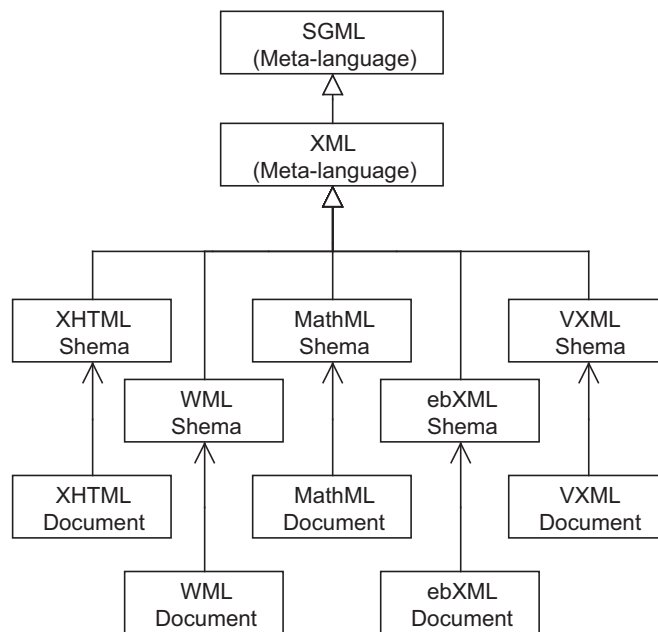 SGML
(Meta-language)
XML
(Meta-language)
XHTML
Shema
MathML
Shema
VXML
Shema
WML
Shema
ebXML
Shema
XHTML
Document
MathML
Document
VXML
Document
WML
Document
ebXML
Document